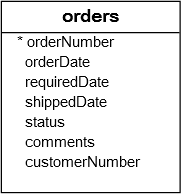 orders
* orderNumber
orderDate
requiredDate
shippedDate
status
comments
customerNumber